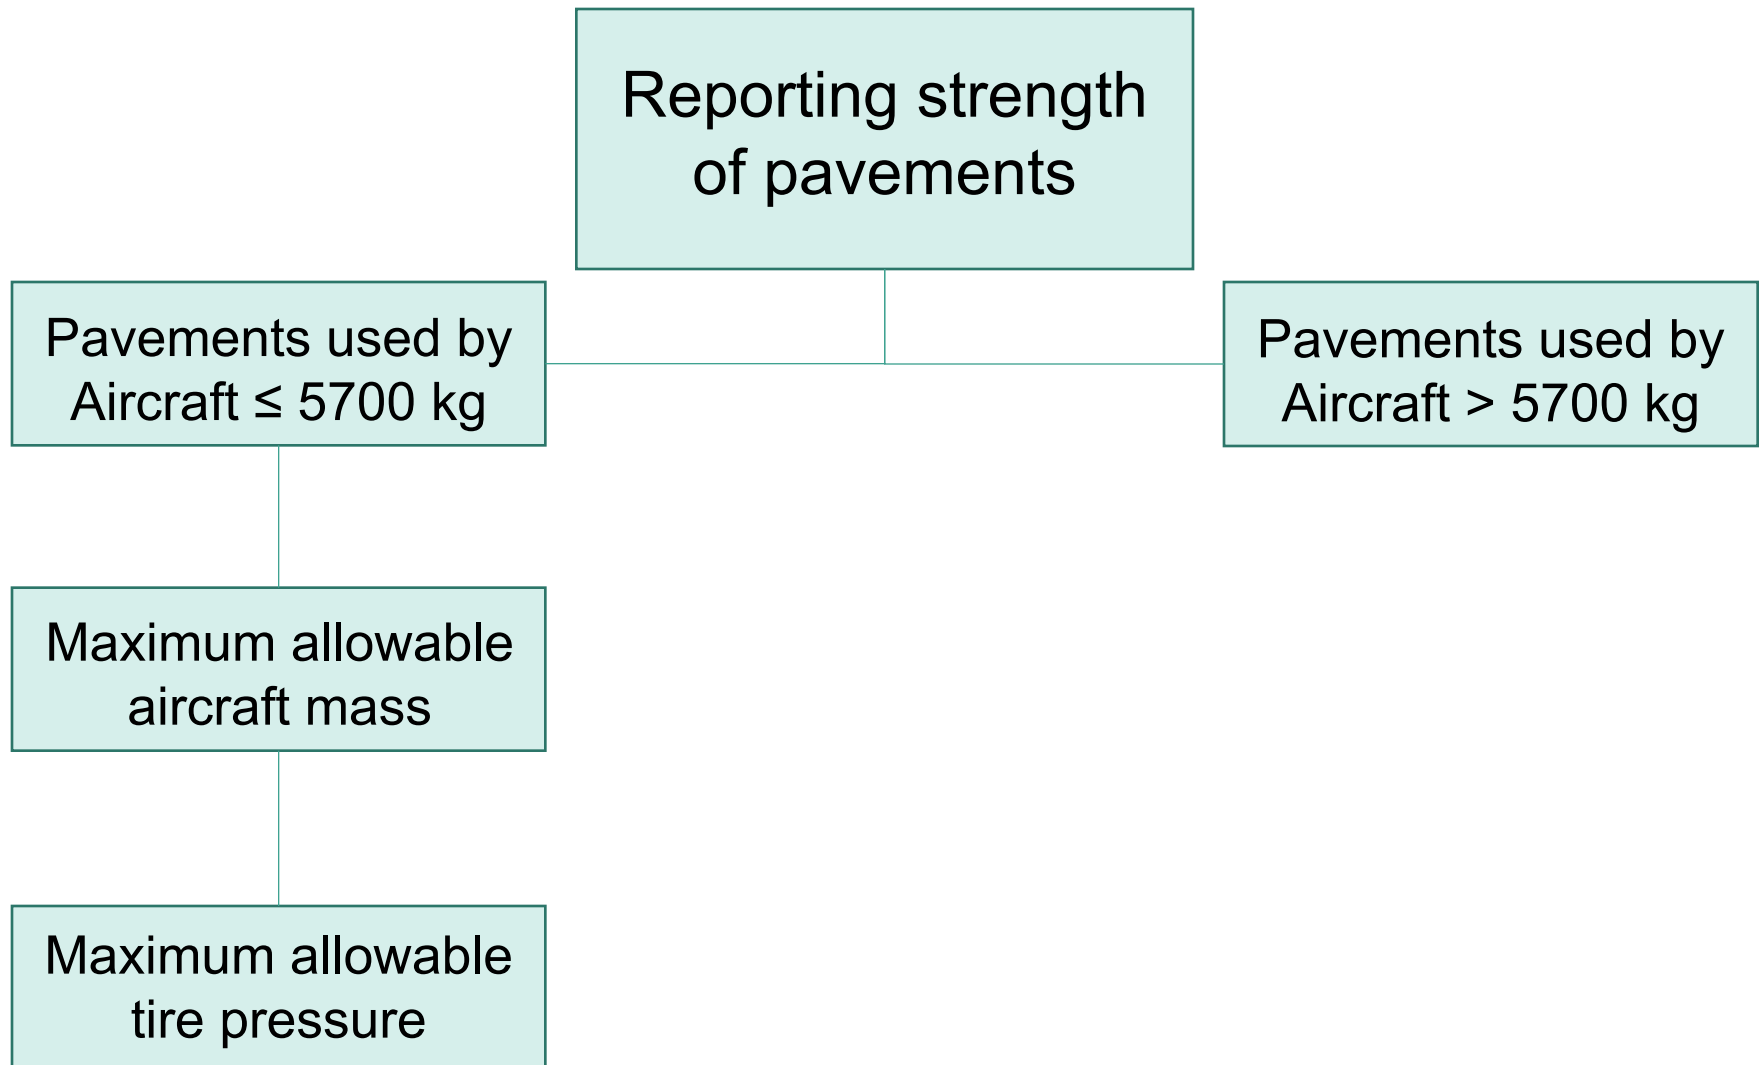 Reporting strength
of pavements
Pavements used by
Aircraft ≤ 5700 kg
Pavements used by
Aircraft > 5700 kg
Maximum allowable
aircraft mass
Maximum allowable
tire pressure